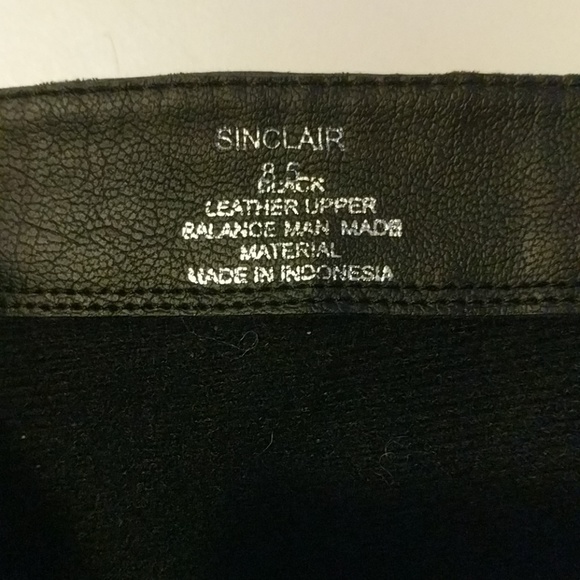 SINCLAIR
8.5
BLACK
LEATHER UPPER
BALANCE MAN MADE
MATERIAL
MADE IN INDONESIA